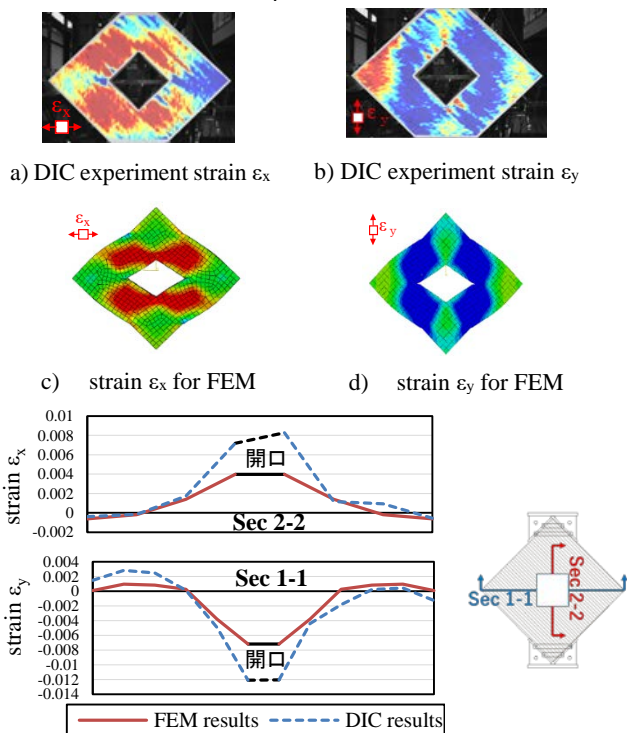 εx
εy
a) DIC experiment strain εx
b) DIC experiment strain εy
εx
εy
c) strain εx for FEM
d) strain εy for FEM
strain εx
0.01
0.008
0.006
0.004
0.002
0
-0.002
開口
Sec 2-2
strain εy
0.004
0.002
0
-0.002
-0.004
-0.006
-0.008
-0.01
-0.012
-0.014
Sec 1-1
開口
FEM results
DIC results
Sec 1-1
Sec 2-2